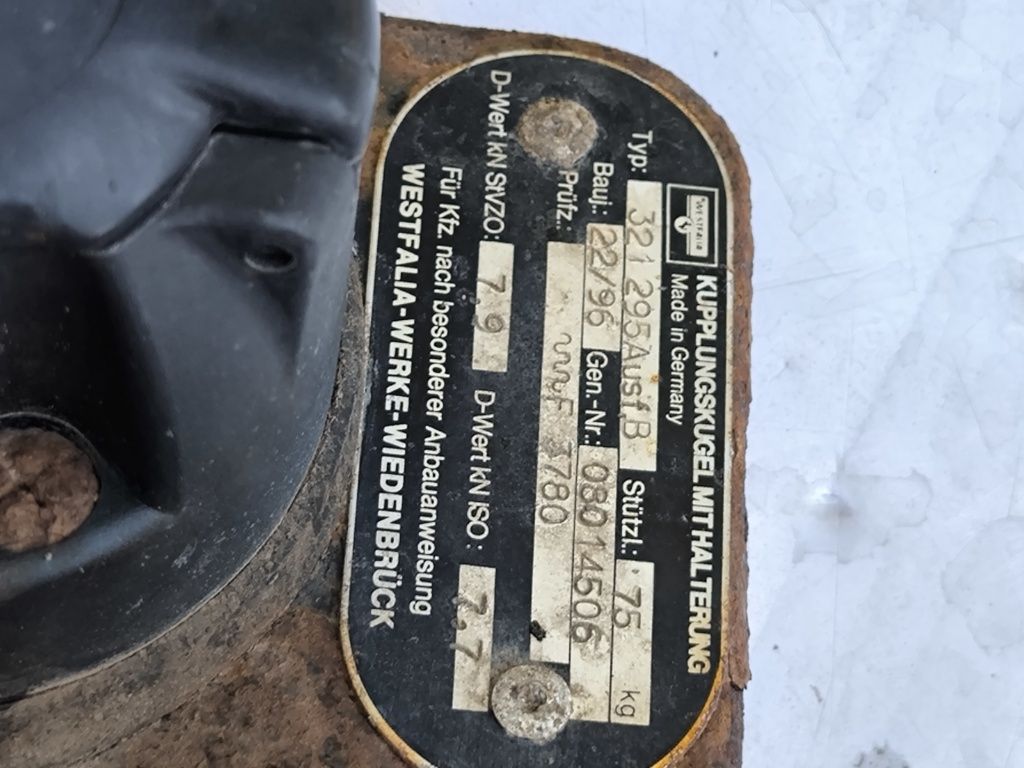 WESTFALIA
KUPPLUNGSKUGEL MIT HALTERUNG
Made in Germany
Typ: 321 295 Ausf.B Stützl.: 75 kg
Bauj.: 22/96 Gen.-Nr.: 08014506
Prüfz.: F 3780
D-Wert kN StVZO: 7,9 D-Wert kN ISO: 7,7
Für Kfz. nach besonderer Anbauanweisung
WESTFALIA-WERKE-WIEDENBRÜCK